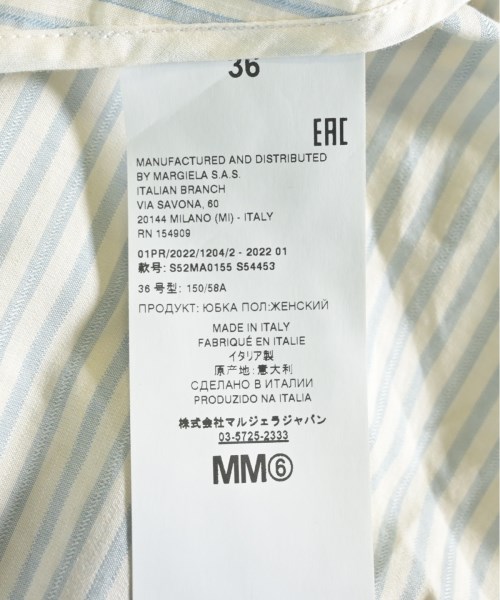 36
EAC
MANUFACTURED AND DISTRIBUTED
BY MARGIELA S.A.S.
ITALIAN BRANCH
VIA SAVONA, 60
20144 MILANO (MI) - ITALY
RN 154909
01PR/2022/1204/2 - 2022 01
款号: S52MA0155 S54453
36 号型: 150/58A
ПРОДУКТ: ЮБКА ПОЛ:ЖЕНСКИЙ
MADE IN ITALY
FABRIQUÉ EN ITALIE
イタリア製
原产地: 意大利
СДЕЛАНО В ИТАЛИИ
PRODUZIDO NA ITALIA
株式会社マルジェラジャパン
03-5725-2333
MM⑥